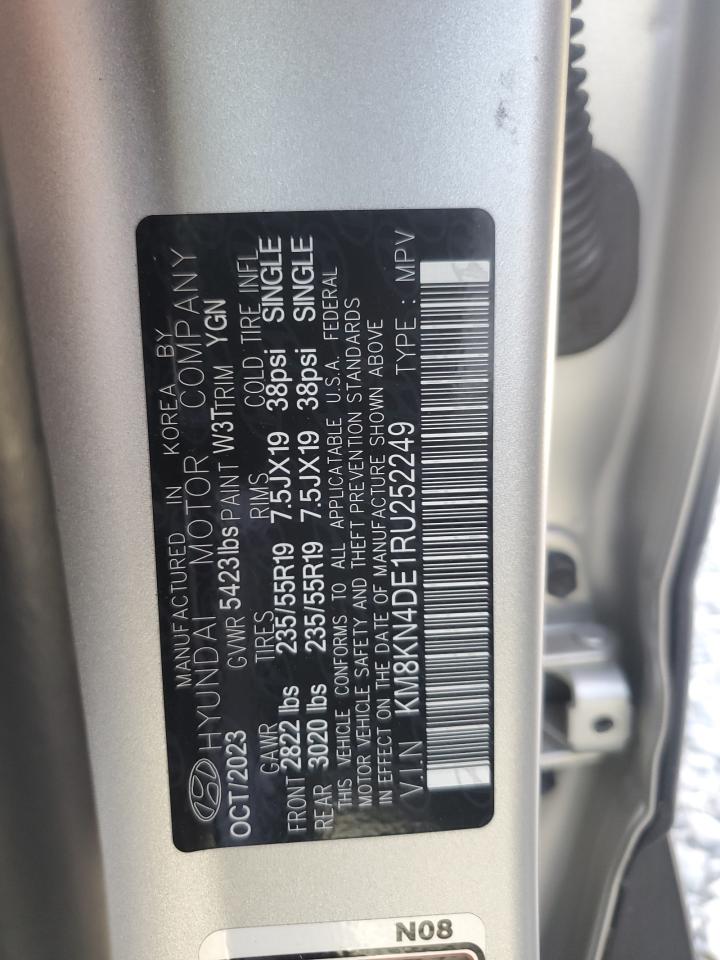 MANUFACTURED IN KOREA BY
HYUNDAI MOTOR COMPANY
OCT/2023 GVWR 5423lbs PAINT W3T TRIM YGN
GAWR TIRES RIMS COLD TIRE INFL
FRONT 2822 lbs 235/55R19 7.5JX19 38psi SINGLE
REAR 3020 lbs 235/55R19 7.5JX19 38psi SINGLE
THIS VEHICLE CONFORMS TO ALL APPLICATABLE U.S.A. FEDERAL
MOTOR VEHICLE SAFETY AND THEFT PREVENTION STANDARDS
IN EFFECT ON THE DATE OF MANUFACTURE SHOWN ABOVE
V.I.N KM8KN4DE1RU252249 TYPE : MPV
N08